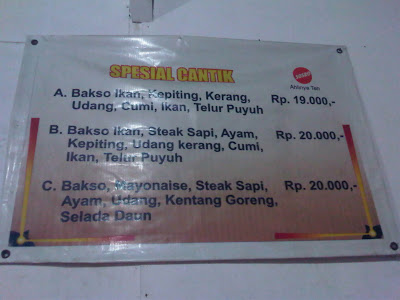 SPESIAL CANTIK
Ahlinya Teh
A. Bakso Ikan, Kepiting, Kerang, Rp. 19.000,-
Udang, Cumi, Ikan, Telur Puyuh
B. Bakso Ikan, Steak Sapi, Ayam, Rp. 20.000,-
Kepiting, Udang kerang, Cumi,
Ikan, Telur Puyuh
C. Bakso, Mayonaise, Steak Sapi, Rp. 20.000,-
Ayam, Udang, Kentang Goreng,
Selada Daun